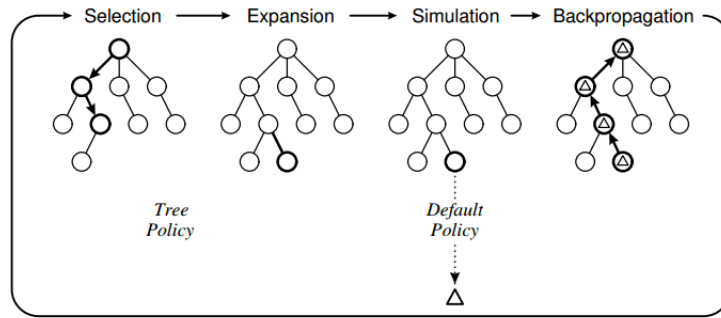 Selection
Expansion
Simulation
Backpropagation
Tree
Policy
Default
Policy